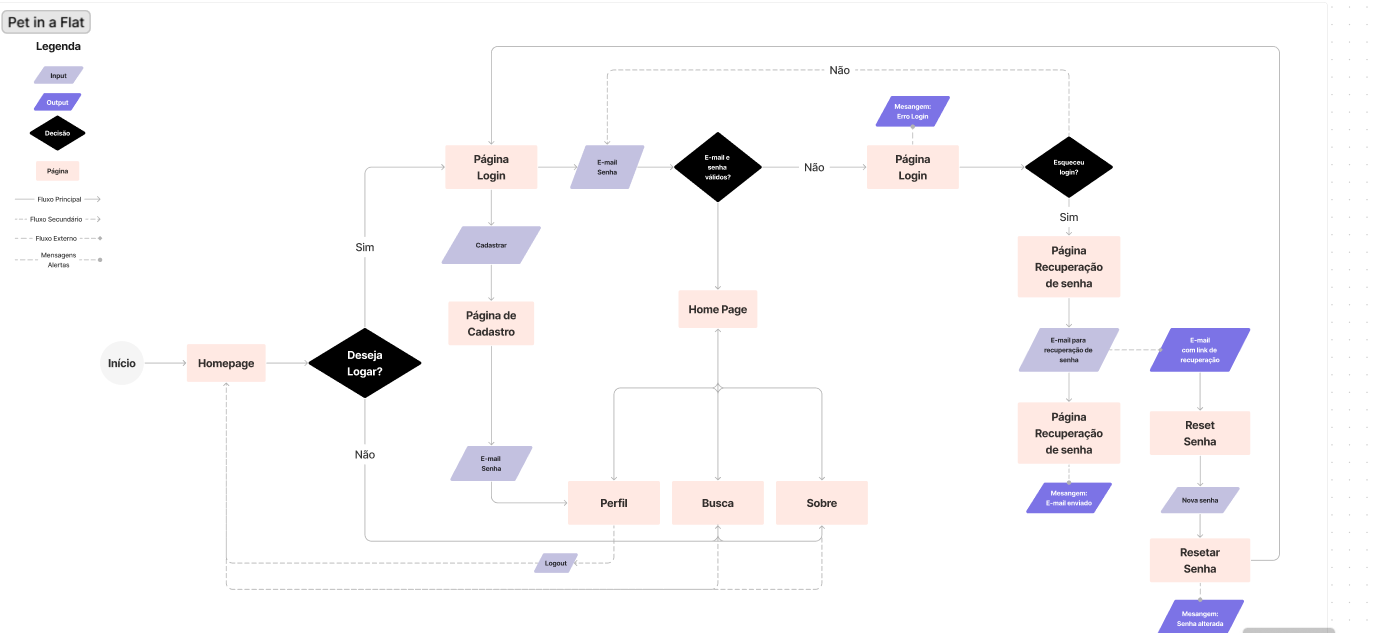 Pet in a Flat
Legenda
Input
Output
Decisão
Página
Fluxo Principal
Fluxo Secundário
Fluxo Externo
Mensagens
Alertas
Início
Homepage
Deseja
Logar?
Sim
Não
Página
Login
Cadastrar
Página de
Cadastro
E-mail
Senha
E-mail
Senha
E-mail e
senha
válidos?
Não
Home Page
Perfil
Busca
Sobre
Logout
Não
Mesangem:
Erro Login
Página
Login
Esqueceu
login?
Sim
Página
Recuperação
de senha
E-mail para
recuperação de
senha
E-mail
com link de
recuperação
Página
Recuperação
de senha
Mesangem:
E-mail enviado
Reset
Senha
Nova senha
Resetar
Senha
Mesangem:
Senha alterada